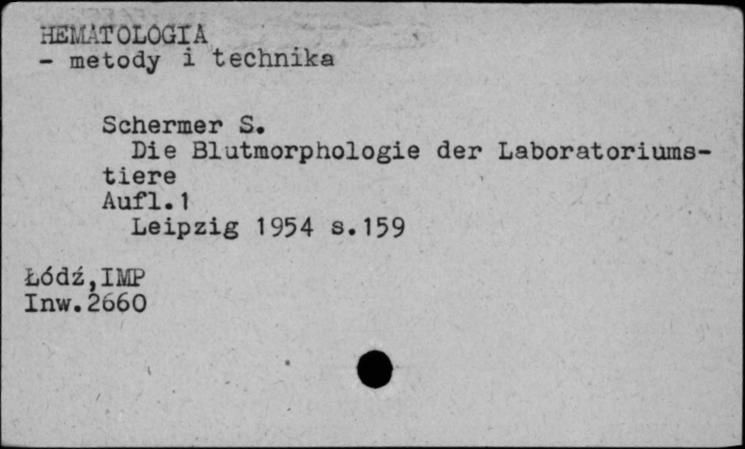 HEMATOLOGIA
- metody i technika
Schermer S.
Die Blutmorphologie der Laboratoriums-
tiere
Aufl.1
Leipzig 1954 s.159
Łódź,IMP
Inw.2660